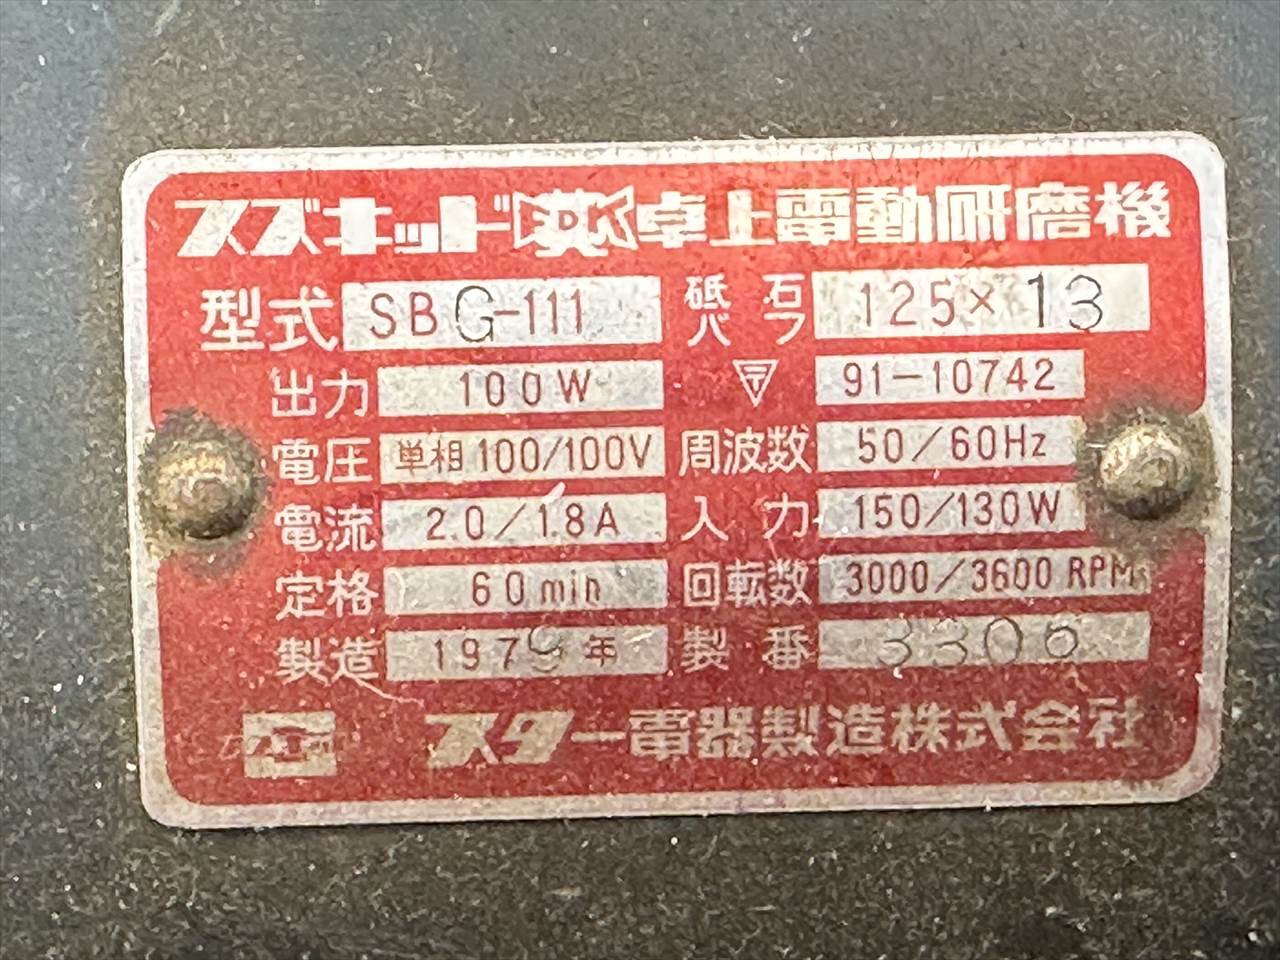 スズキッド EDK 卓上電動研磨機
型式 SBG-111 砥石 125×13
バフ
出力 100W 〒 91-10742
電圧 単相100/100V 周波数 50/60Hz
電流 2.0/1.8A 入力 150/130W
定格 60min 回転数 3000/3600 RPM
製造 1979年 製番 3306
スター電器製造株式会社